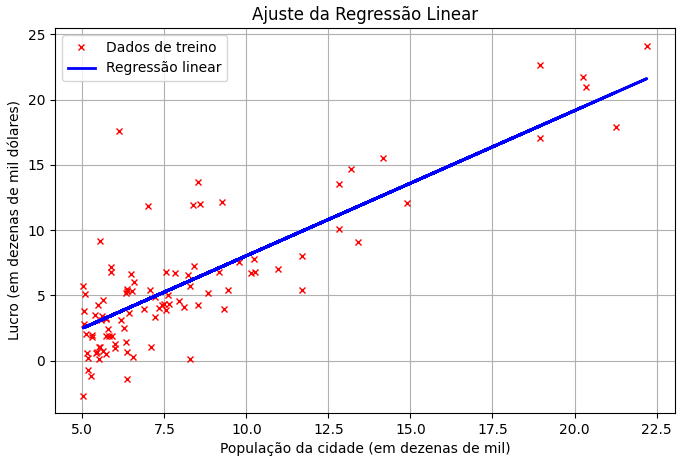 Ajuste da Regressão Linear
Dados de treino
Regressão linear
Lucro (em dezenas de mil dólares)
25
20
15
10
5
0
5.0 7.5 10.0 12.5 15.0 17.5 20.0 22.5
População da cidade (em dezenas de mil)